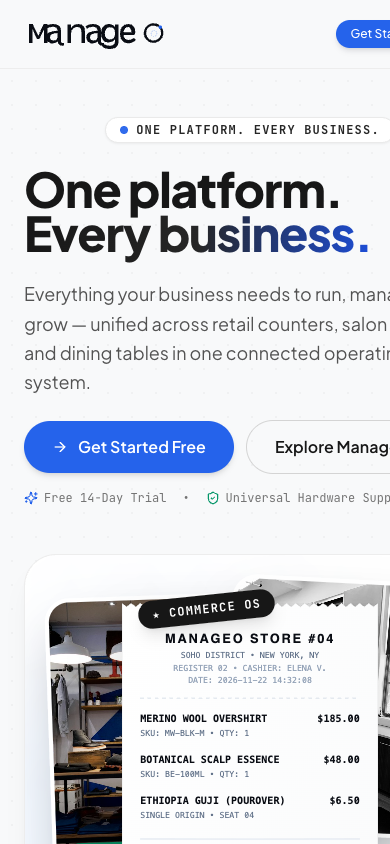 Manage O
Get Sta
ONE PLATFORM. EVERY BUSINESS.
One platform.
Every business.
Everything your business needs to run, mana
grow — unified across retail counters, salon
and dining tables in one connected operatin
system.
Get Started Free
Explore Manag
Free 14-Day Trial • Universal Hardware Supp
★ COMMERCE OS
MANAGEO STORE #04
SOHO DISTRICT • NEW YORK, NY
REGISTER 02 • CASHIER: ELENA V.
DATE: 2026-11-22 14:32:08
MERINO WOOL OVERSHIRT $185.00
SKU: MW-BLK-M • QTY: 1
BOTANICAL SCALP ESSENCE $48.00
SKU: BE-100ML • QTY: 1
ETHIOPIA GUJI (POUROVER) $6.50
SINGLE ORIGIN • SEAT 04